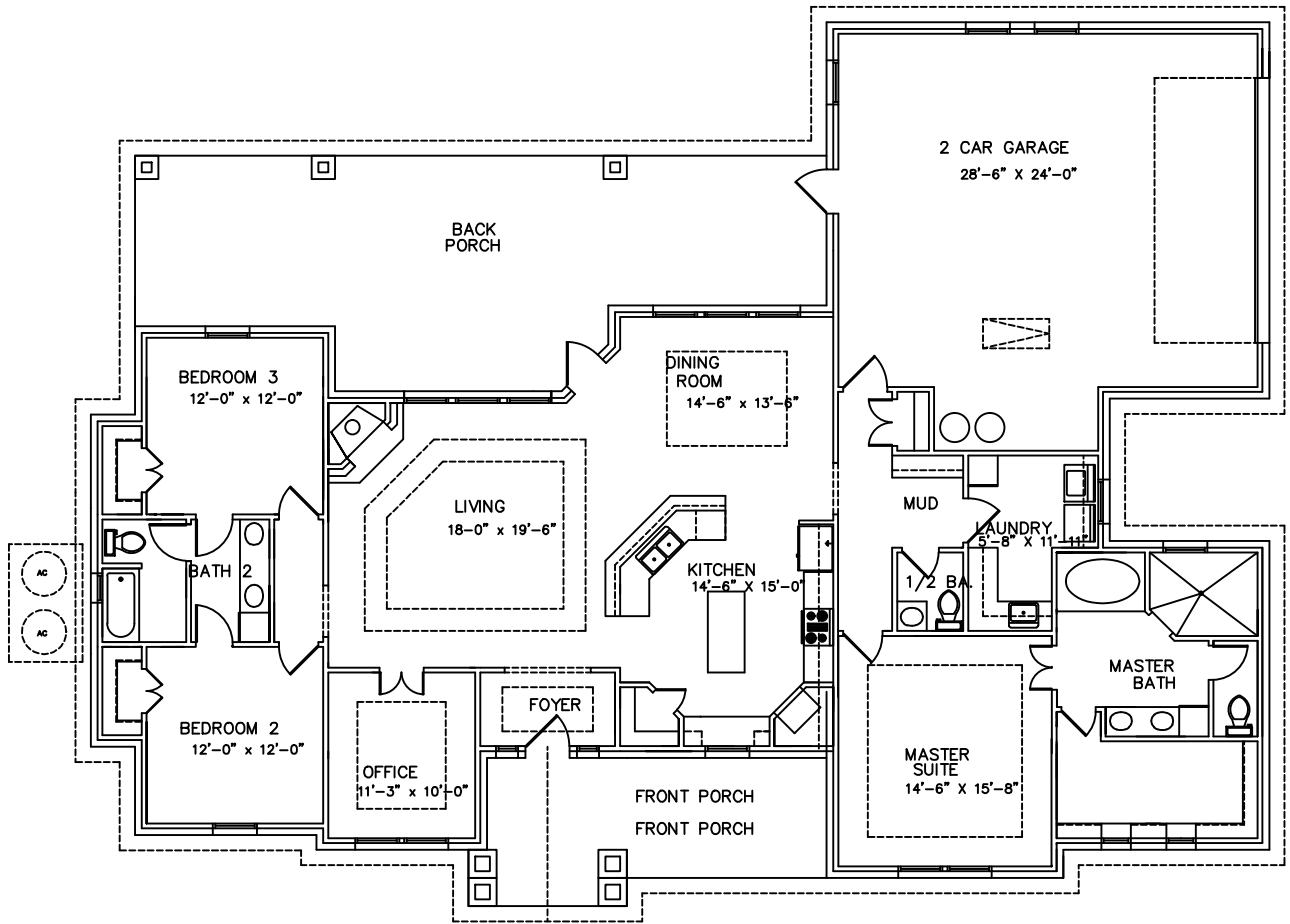 2 CAR GARAGE
28'-6" X 24'-0"
BACK
PORCH
DINING
ROOM
14'-6" x 13'-6"
BEDROOM 3
12'-0" x 12'-0"
LIVING
18-0" x 19'-6"
MUD
LAUNDRY
5'-8" X 11'-11"
KITCHEN
14'-6" X 15'-0"
BATH 2
1/2 BA.
AC
AC
MASTER
BATH
FOYER
BEDROOM 2
12'-0" x 12'-0"
OFFICE
11'-3" x 10'-0"
MASTER
SUITE
14'-6" X 15'-8"
FRONT PORCH
FRONT PORCH